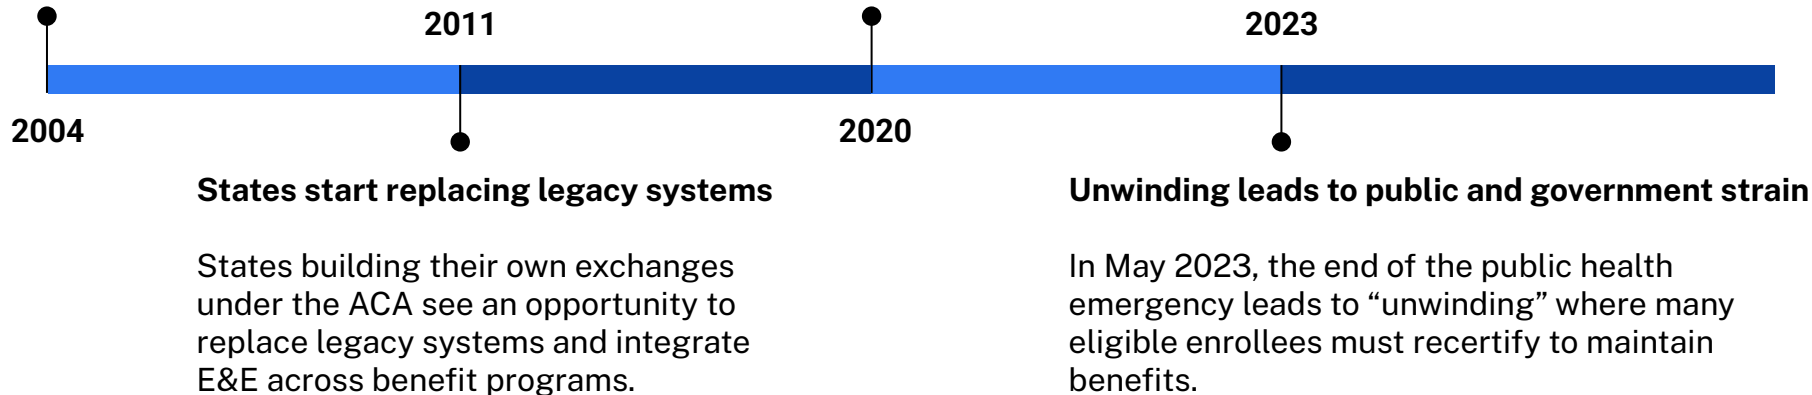 2011
2023
2004
2020
States start replacing legacy systems
States building their own exchanges
under the ACA see an opportunity to
replace legacy systems and integrate
E&E across benefit programs.
Unwinding leads to public and government strain
In May 2023, the end of the public health
emergency leads to “unwinding” where many
eligible enrollees must recertify to maintain
benefits.